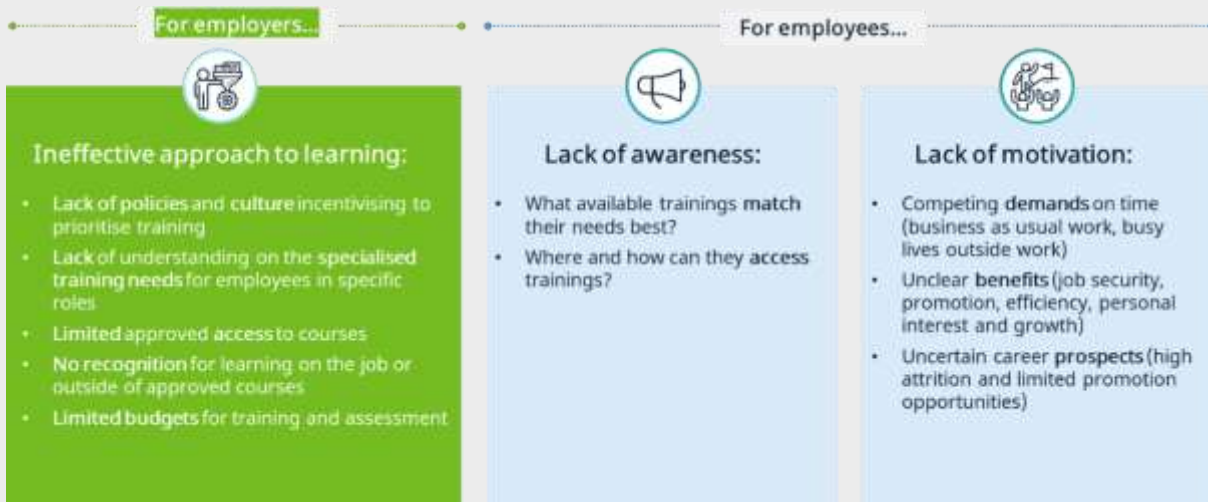 For employers...
For employees...
Ineffective approach to learning:
• Lack of policies and culture incentivising to
prioritise training
• Lack of understanding on the specialised
training needs for employees in specific
roles
• Limited approved access to courses
• No recognition for learning on the job or
outside of approved courses
• Limited budgets for training and assessment
Lack of awareness:
• What available trainings match
their needs best?
• Where and how can they access
trainings?
Lack of motivation:
• Competing demands on time
(business as usual work, busy
lives outside work)
• Unclear benefits (job security,
promotion, efficiency, personal
interest and growth)
• Uncertain career prospects (high
attrition and limited promotion
opportunities)